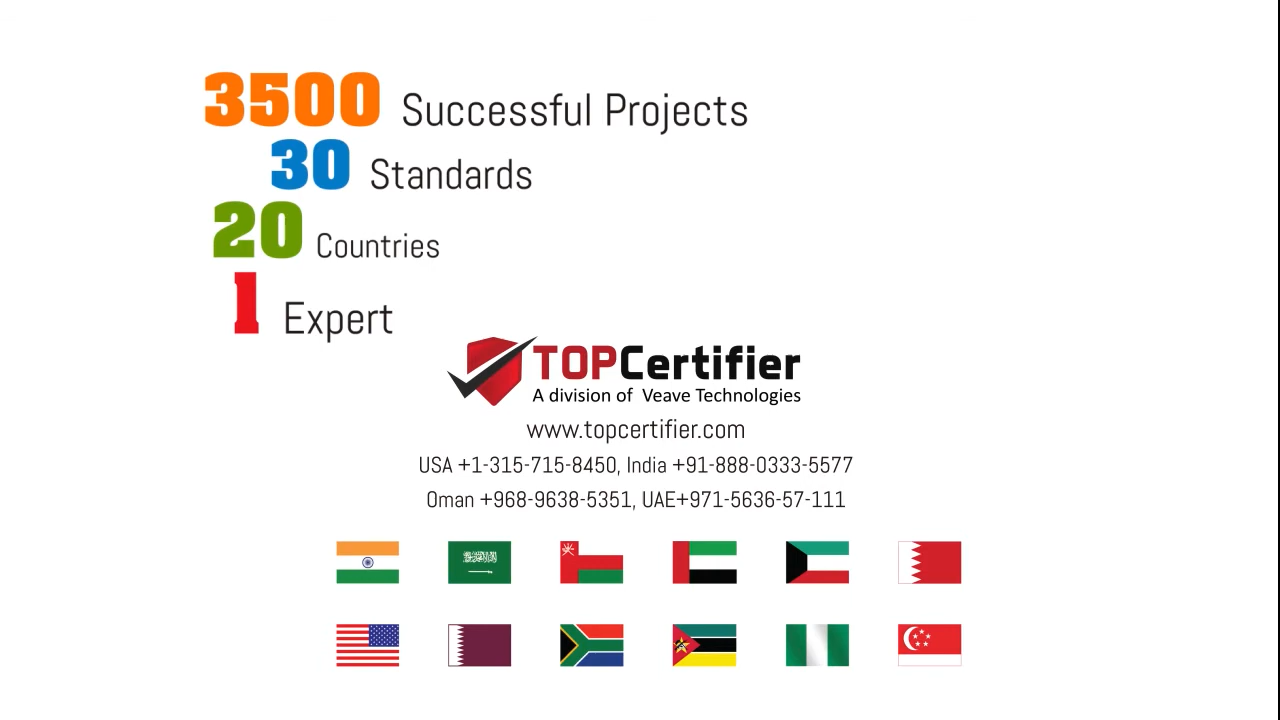 3500 Successful Projects
30 Standards
20 Countries
1 Expert
TOPCertifier
A division of Veave Technologies
www.topcertifier.com
USA +1-315-715-8450, India +91-888-0333-5577
Oman +968-9638-5351, UAE+971-5636-57-111